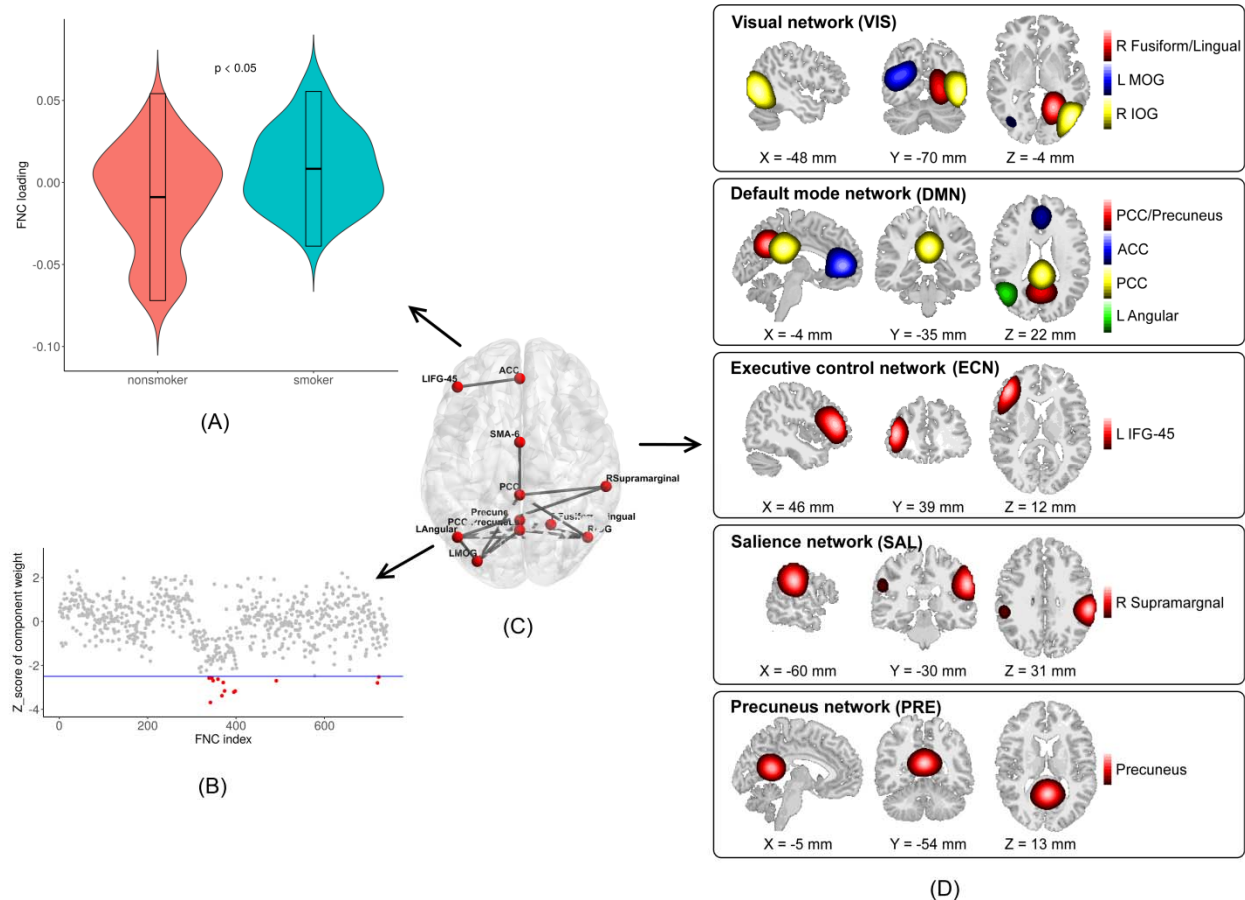 p < 0.05
0.05
0.00
-0.05
-0.10
FNC loading
nonsmoker
smoker
(A)
2
0
-2
-4
Z_score of component weight
0
200
400
600
FNC index
(B)
ACC
LIFG-45
SMA-6
PCC
RSupramarginal
LAngular
LMOG
(C)
Visual network (VIS)
R Fusiform/Lingual
L MOG
R IOG
X = -48 mm
Y = -70 mm
Z = -4 mm
Default mode network (DMN)
PCC/Precuneus
ACC
PCC
L Angular
X = -4 mm
Y = -35 mm
Z = 22 mm
Executive control network (ECN)
L IFG-45
X = 46 mm
Y = 39 mm
Z = 12 mm
Salience network (SAL)
R Supramargnal
X = -60 mm
Y = -30 mm
Z = 31 mm
Precuneus network (PRE)
Precuneus
X = -5 mm
Y = -54 mm
Z = 13 mm
(D)